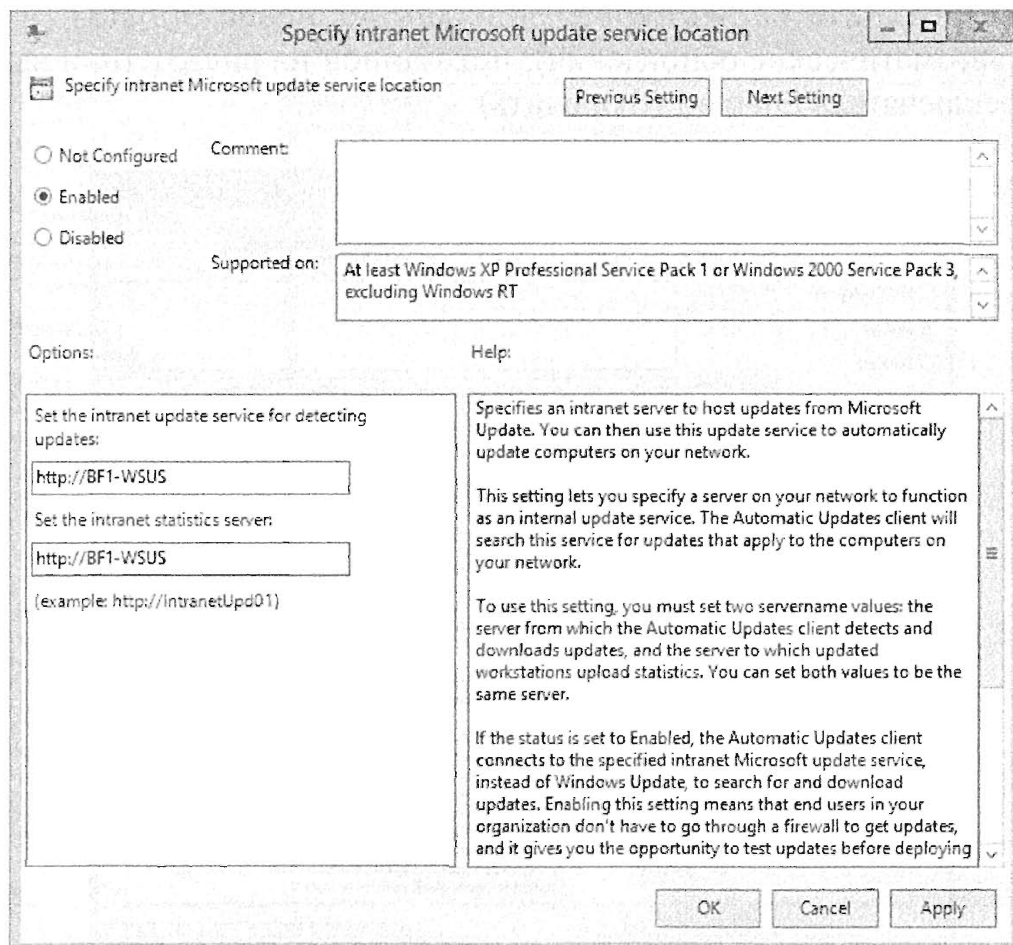 Specify intranet Microsoft update service location
Specify intranet Microsoft update service location
Previous Setting
Next Setting
Not Configured
Enabled
Disabled
Comment:
Supported on:
At least Windows XP Professional Service Pack 1 or Windows 2000 Service Pack 3,
excluding Windows RT
Options:
Help:
Set the intranet update service for detecting
updates:
http://BF1-WSUS
Set the intranet statistics server:
http://BF1-WSUS
(example: http://IntranetUpd01)
Specifies an intranet server to host updates from Microsoft
Update. You can then use this update service to automatically
update computers on your network.
This setting lets you specify a server on your network to function
as an internal update service. The Automatic Updates client will
search this service for updates that apply to the computers on
your network.
To use this setting, you must set two servername values: the
server from which the Automatic Updates client detects and
downloads updates, and the server to which updated
workstations upload statistics. You can set both values to be the
same server.
If the status is set to Enabled, the Automatic Updates client
connects to the specified intranet Microsoft update service,
instead of Windows Update, to search for and download
updates. Enabling this setting means that end users in your
organization don't have to go through a firewall to get updates,
and it gives you the opportunity to test updates before deploying
OK
Cancel
Apply